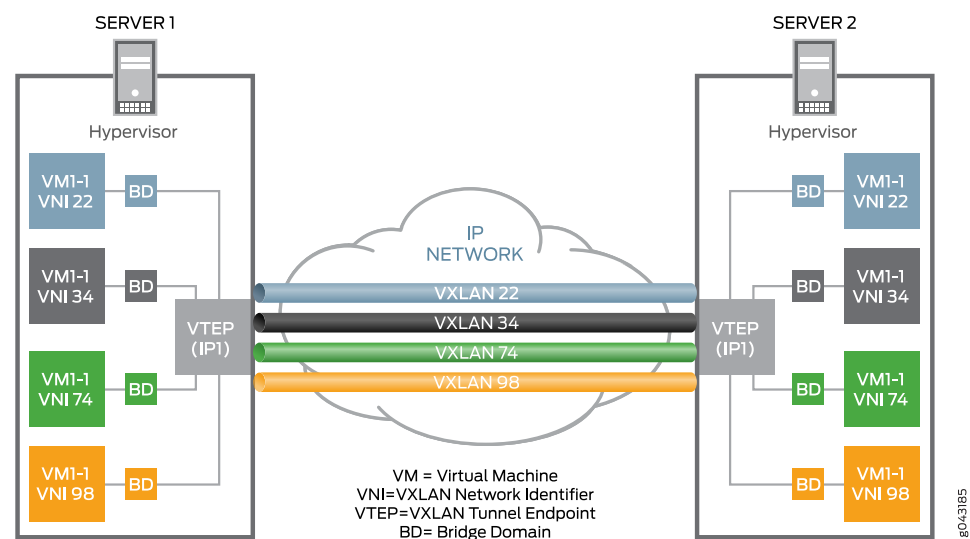 SERVER 1
Hypervisor
VM1-1
VNI 22
BD
VM1-1
VNI 34
BD
VTEP
(IP1)
VM1-1
VNI 74
BD
VM1-1
VNI 98
BD
IP
NETWORK
VXLAN 22
VXLAN 34
VXLAN 74
VXLAN 98
SERVER 2
Hypervisor
BD
VM1-1
VNI 22
BD
VM1-1
VNI 34
VTEP
(IP1)
BD
VM1-1
VNI 74
BD
VM1-1
VNI 98
VM = Virtual Machine
VNI=VXLAN Network Identifier
VTEP=VXLAN Tunnel Endpoint
BD= Bridge Domain
g043185